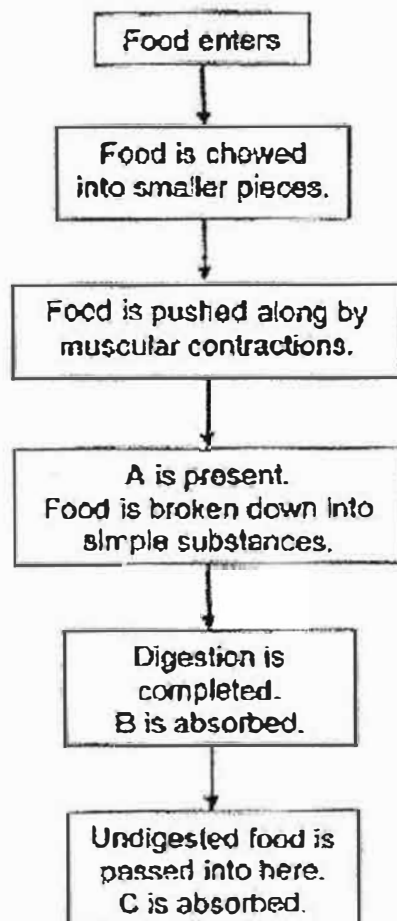 Food enters
Food is chewed
into smaller pieces.
Food is pushed along by
muscular contractions.
A is present.
Food is broken down into
simple substances.
Digestion is
completed.
B is absorbed.
Undigested food is
passed into here.
C is absorbed.